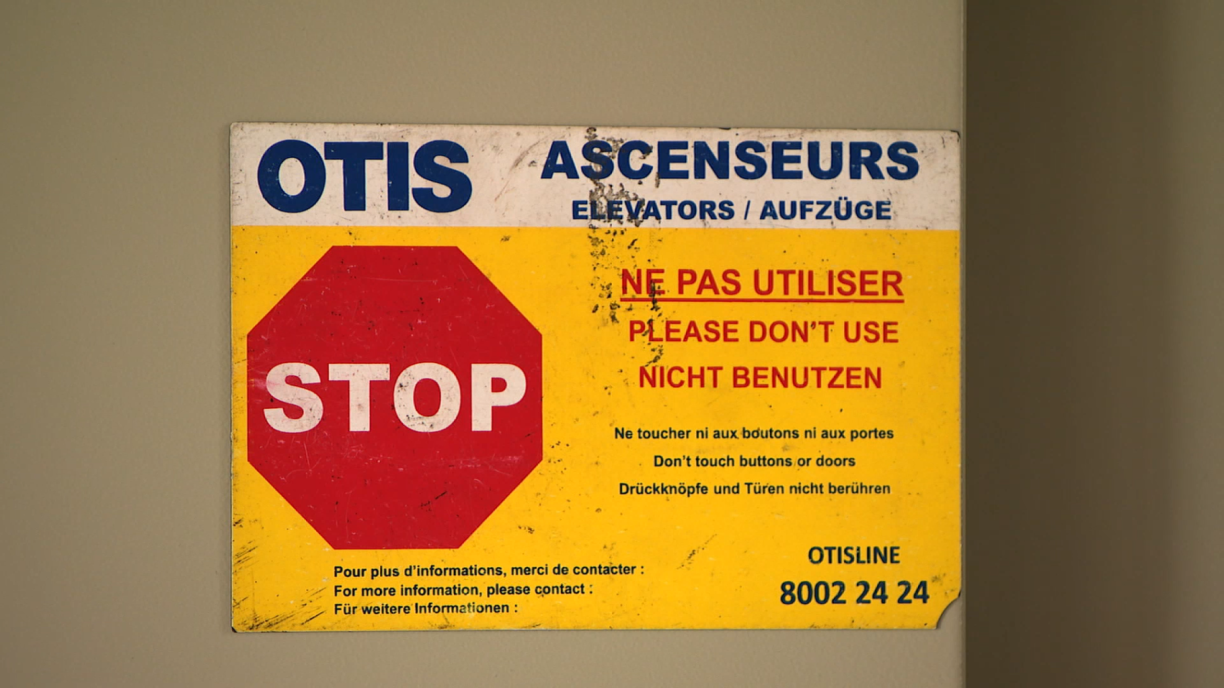 OTIS
ASCENSEURS
ELEVATORS / AUFZÜGE
STOP
NE PAS UTILISER
PLEASE DON'T USE
NICHT BENUTZEN
Ne toucher ni aux boutons ni aux portes
Don't touch buttons or doors
Drückknöpfe und Türen nicht berühren
Pour plus d'informations, merci de contacter :
For more information, please contact :
Für weitere Informationen :
OTISLINE
8002 24 24